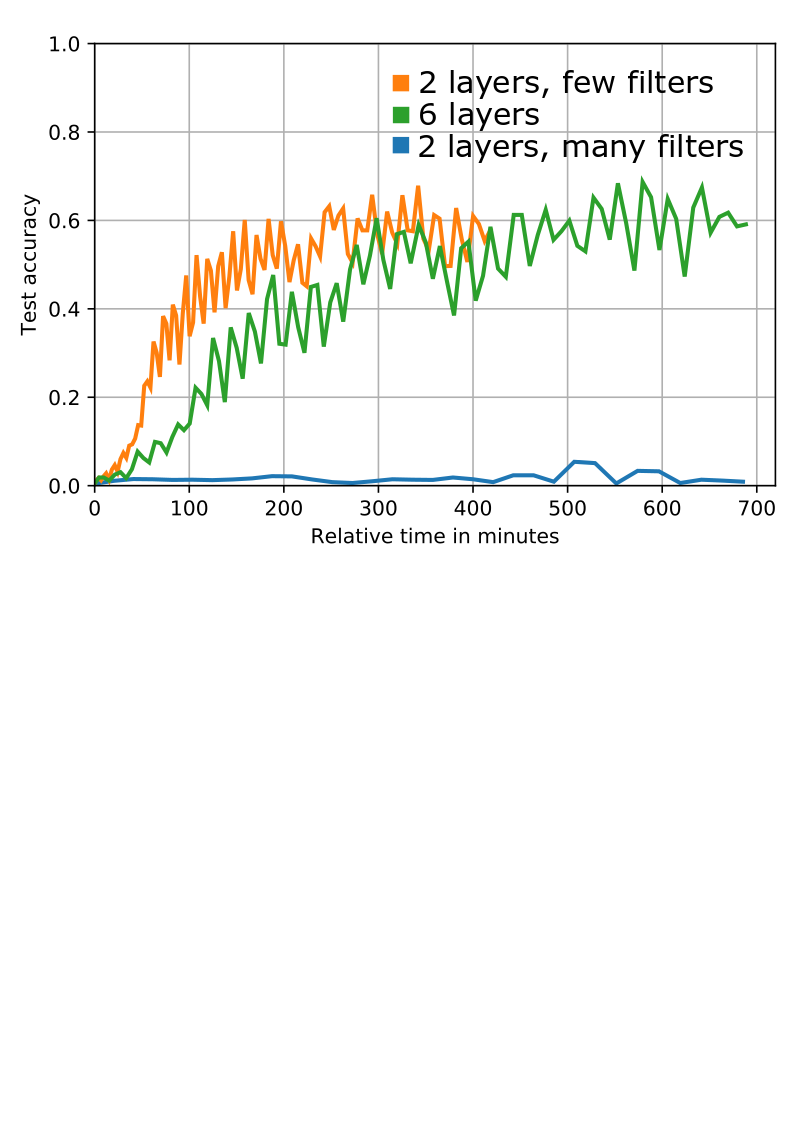 1.0
2 layers, few filters
6 layers
0.8
2 layers, many filters
Test accuracy
0.6
0.4
0.2
0.0
0 100 200 300 400 500 600 700
Relative time in minutes